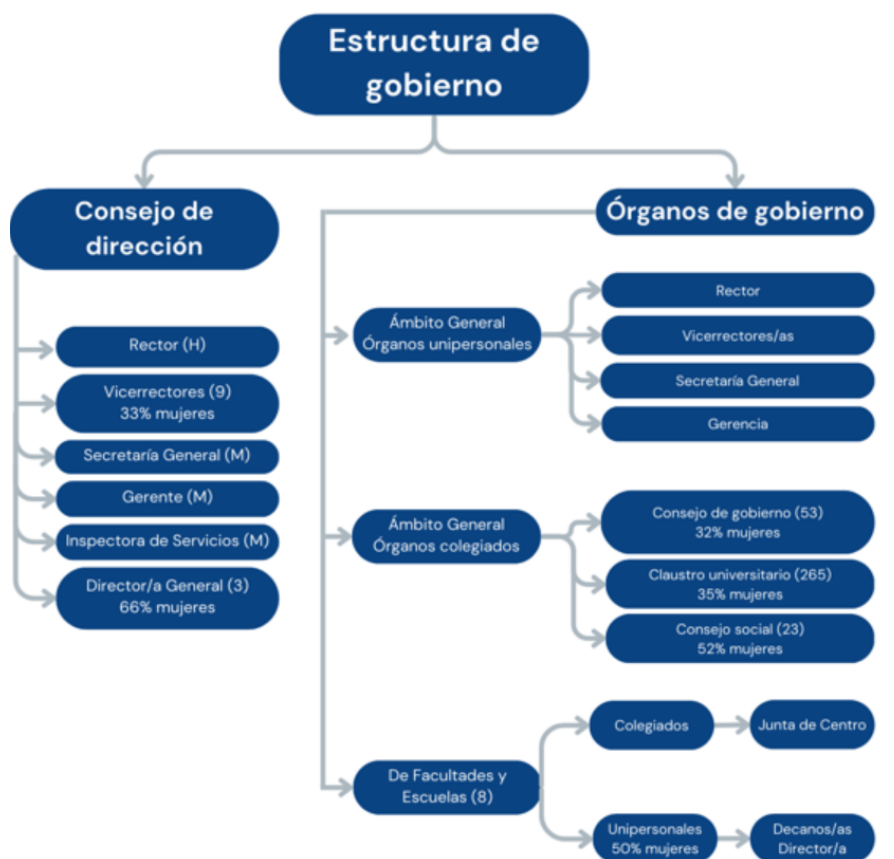 Estructura de
gobierno
Consejo de
dirección
Rector (H)
Vicerrectores (9)
33% mujeres
Secretaría General (M)
Gerente (M)
Inspectora de Servicios (M)
Director/a General (3)
66% mujeres
Órganos de gobierno
Ámbito General
Órganos unipersonales
Rector
Vicerrectores/as
Secretaría General
Gerencia
Ámbito General
Órganos colegiados
Consejo de gobierno (53)
32% mujeres
Claustro universitario (265)
35% mujeres
Consejo social (23)
52% mujeres
De Facultades y
Escuelas (8)
Colegiados
Junta de Centro
Unipersonales
50% mujeres
Decanos/as
Director/a